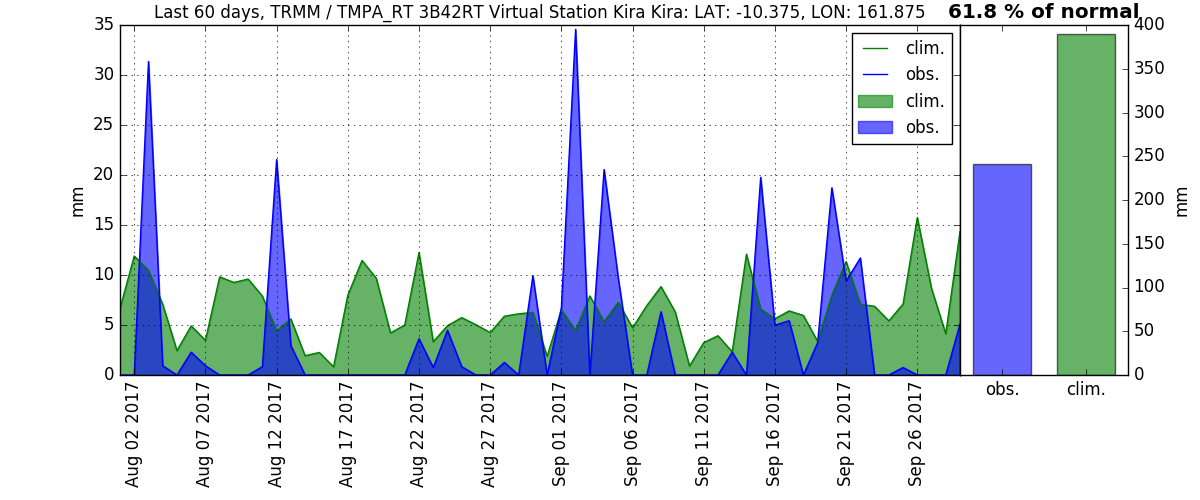 Last 60 days, TRMM / TMPA_RT 3B42RT Virtual Station Kira Kira: LAT: -10.375, LON: 161.875
61.8 % of normal
35
30
25
20
15
10
5
0
mm
clim.
obs.
clim.
obs.
Aug 02 2017
Aug 07 2017
Aug 12 2017
Aug 17 2017
Aug 22 2017
Aug 27 2017
Sep 01 2017
Sep 06 2017
Sep 11 2017
Sep 16 2017
Sep 21 2017
Sep 26 2017
400
350
300
250
200
150
100
50
0
mm
obs.
clim.